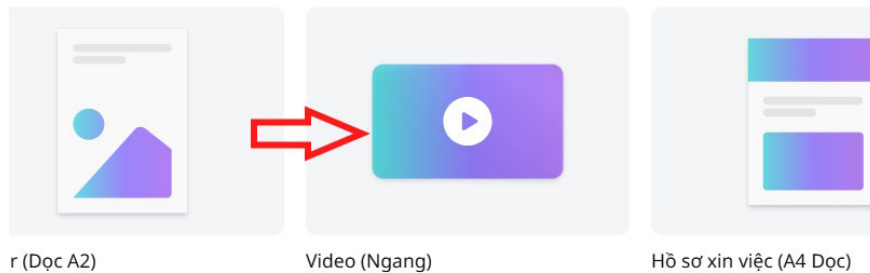 r (Dọc A2)
Video (Ngang)
Hồ sơ xin việc (A4 Dọc)